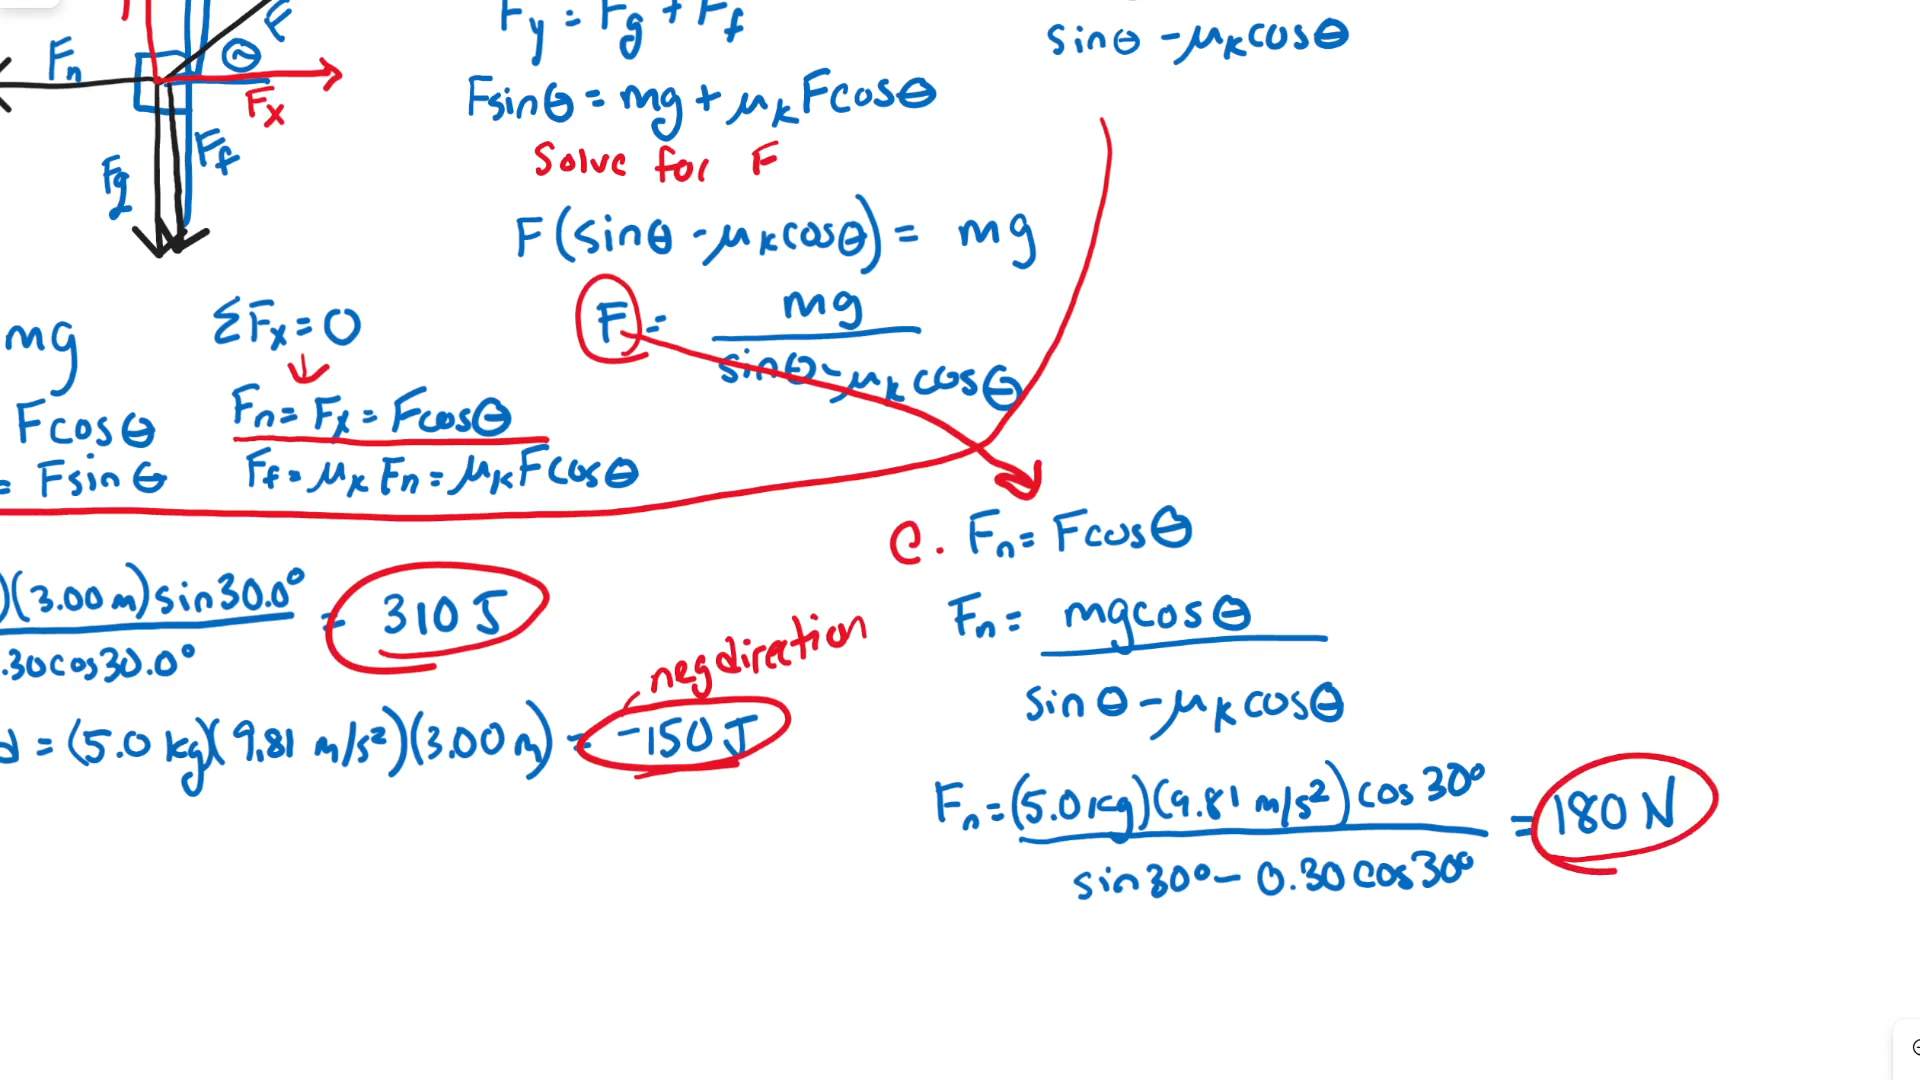 Fy = Fg + Ff
Fsinθ = mg + μkFcosθ
Solve for F
F(sinθ - μkcosθ) = mg
F = mg
sinθ - μkcosθ
sinθ - μkcosθ
Fn
F
θ
Fx
Ff
Fg
mg
Fcosθ
= Fsinθ
ΣFx = 0
Fn = Fx = Fcosθ
Ff = μk Fn = μkFcosθ
)(3.00 m) sin30.0° = 310 J
.30cos30.0°
neg direction
d = (5.0 kg)(9.81 m/s²)(3.00 m) = -150 J
c. Fn = Fcosθ
Fn = mgcosθ
sinθ - μkcosθ
Fn = (5.0 kg)(9.81 m/s²) cos 30° = 180 N
sin30° - 0.30 cos30°